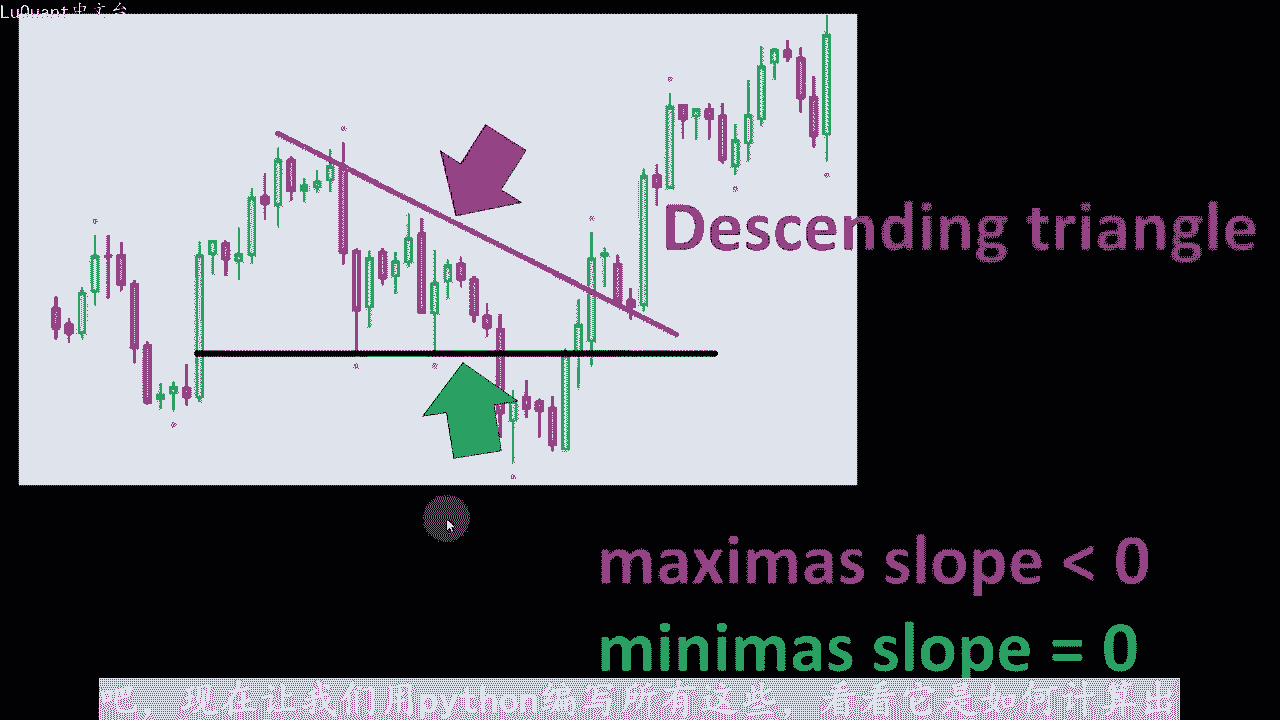 LuQuant中文台
Descending triangle
maximas slope < 0
minimas slope = 0
吧，现在让我们用python编写所有这些，看看它是如何计算出